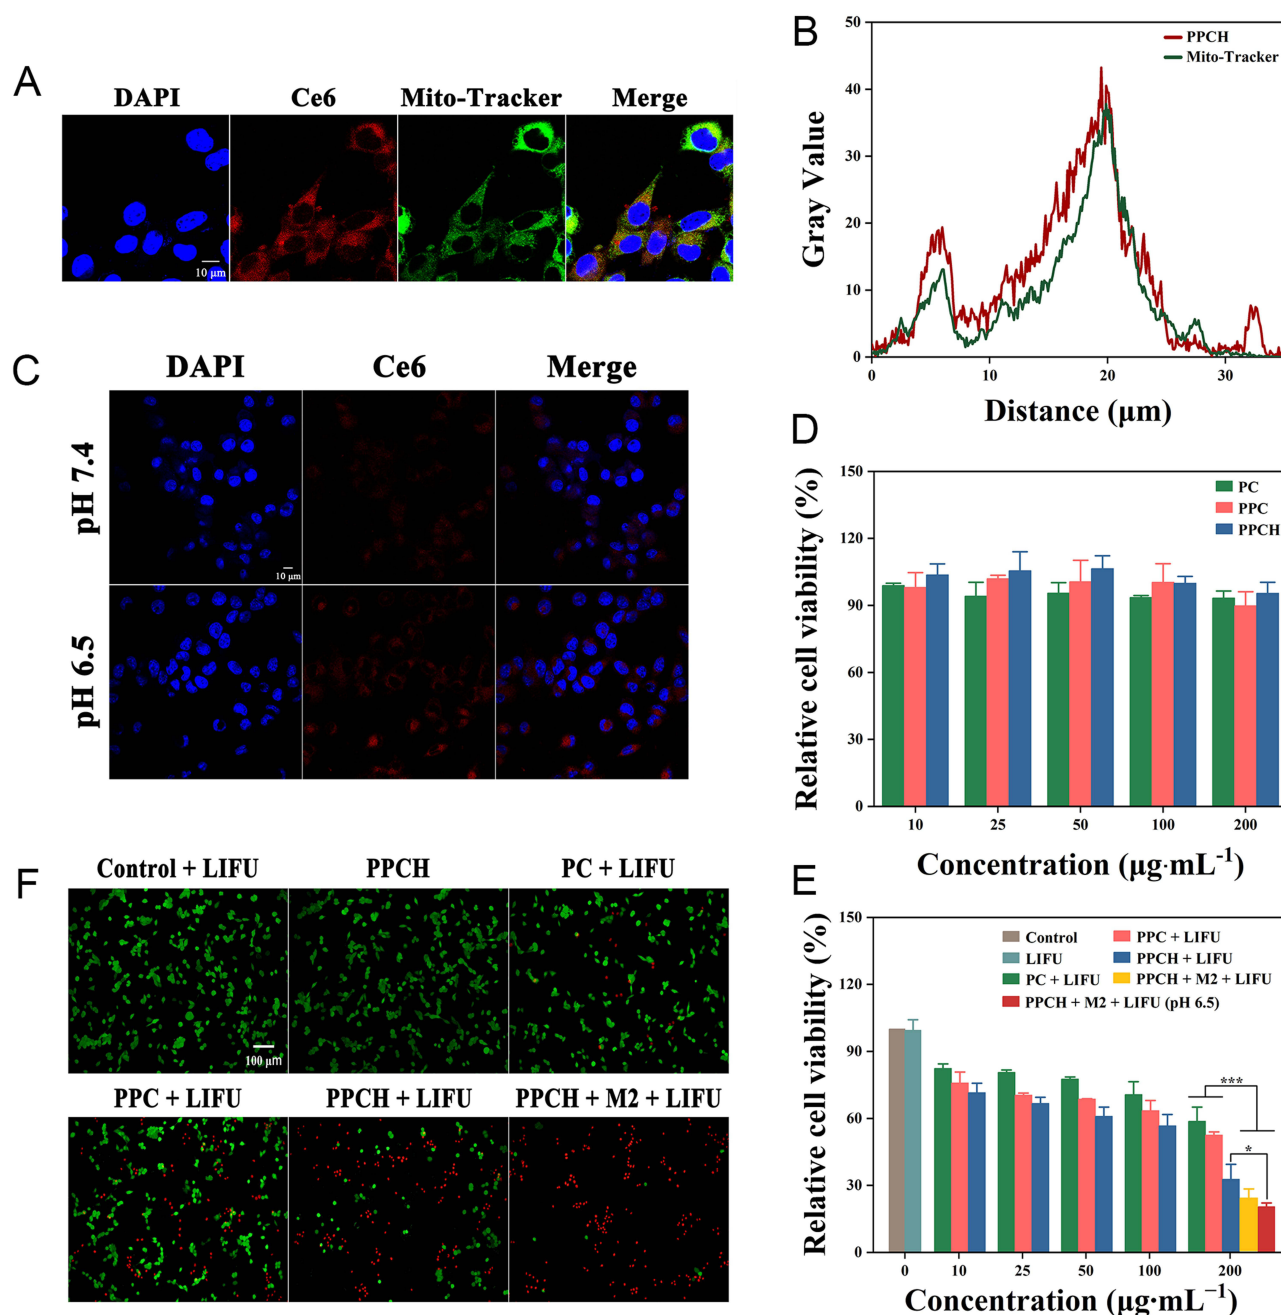 A
DAPI
Ce6
Mito-Tracker
Merge
10 μm
B
PPCH
Mito-Tracker
50
40
30
20
10
0
Gray Value
0
10
20
30
Distance (μm)
C
DAPI
Ce6
Merge
pH 7.4
10 μm
pH 6.5
D
PC
PPC
PPCH
150
120
90
60
30
0
Relative cell viability (%)
10
25
50
100
200
Concentration (μg·mL⁻¹)
E
Control
LIFU
PC + LIFU
PPC + LIFU
PPCH + LIFU
PPCH + M2 + LIFU
PPCH + M2 + LIFU (pH 6.5)
150
120
90
60
30
0
Relative cell viability (%)
***
*
0
10
25
50
100
200
Concentration (μg·mL⁻¹)
F
Control + LIFU
PPCH
PC + LIFU
100 μm
PPC + LIFU
PPCH + LIFU
PPCH + M2 + LIFU